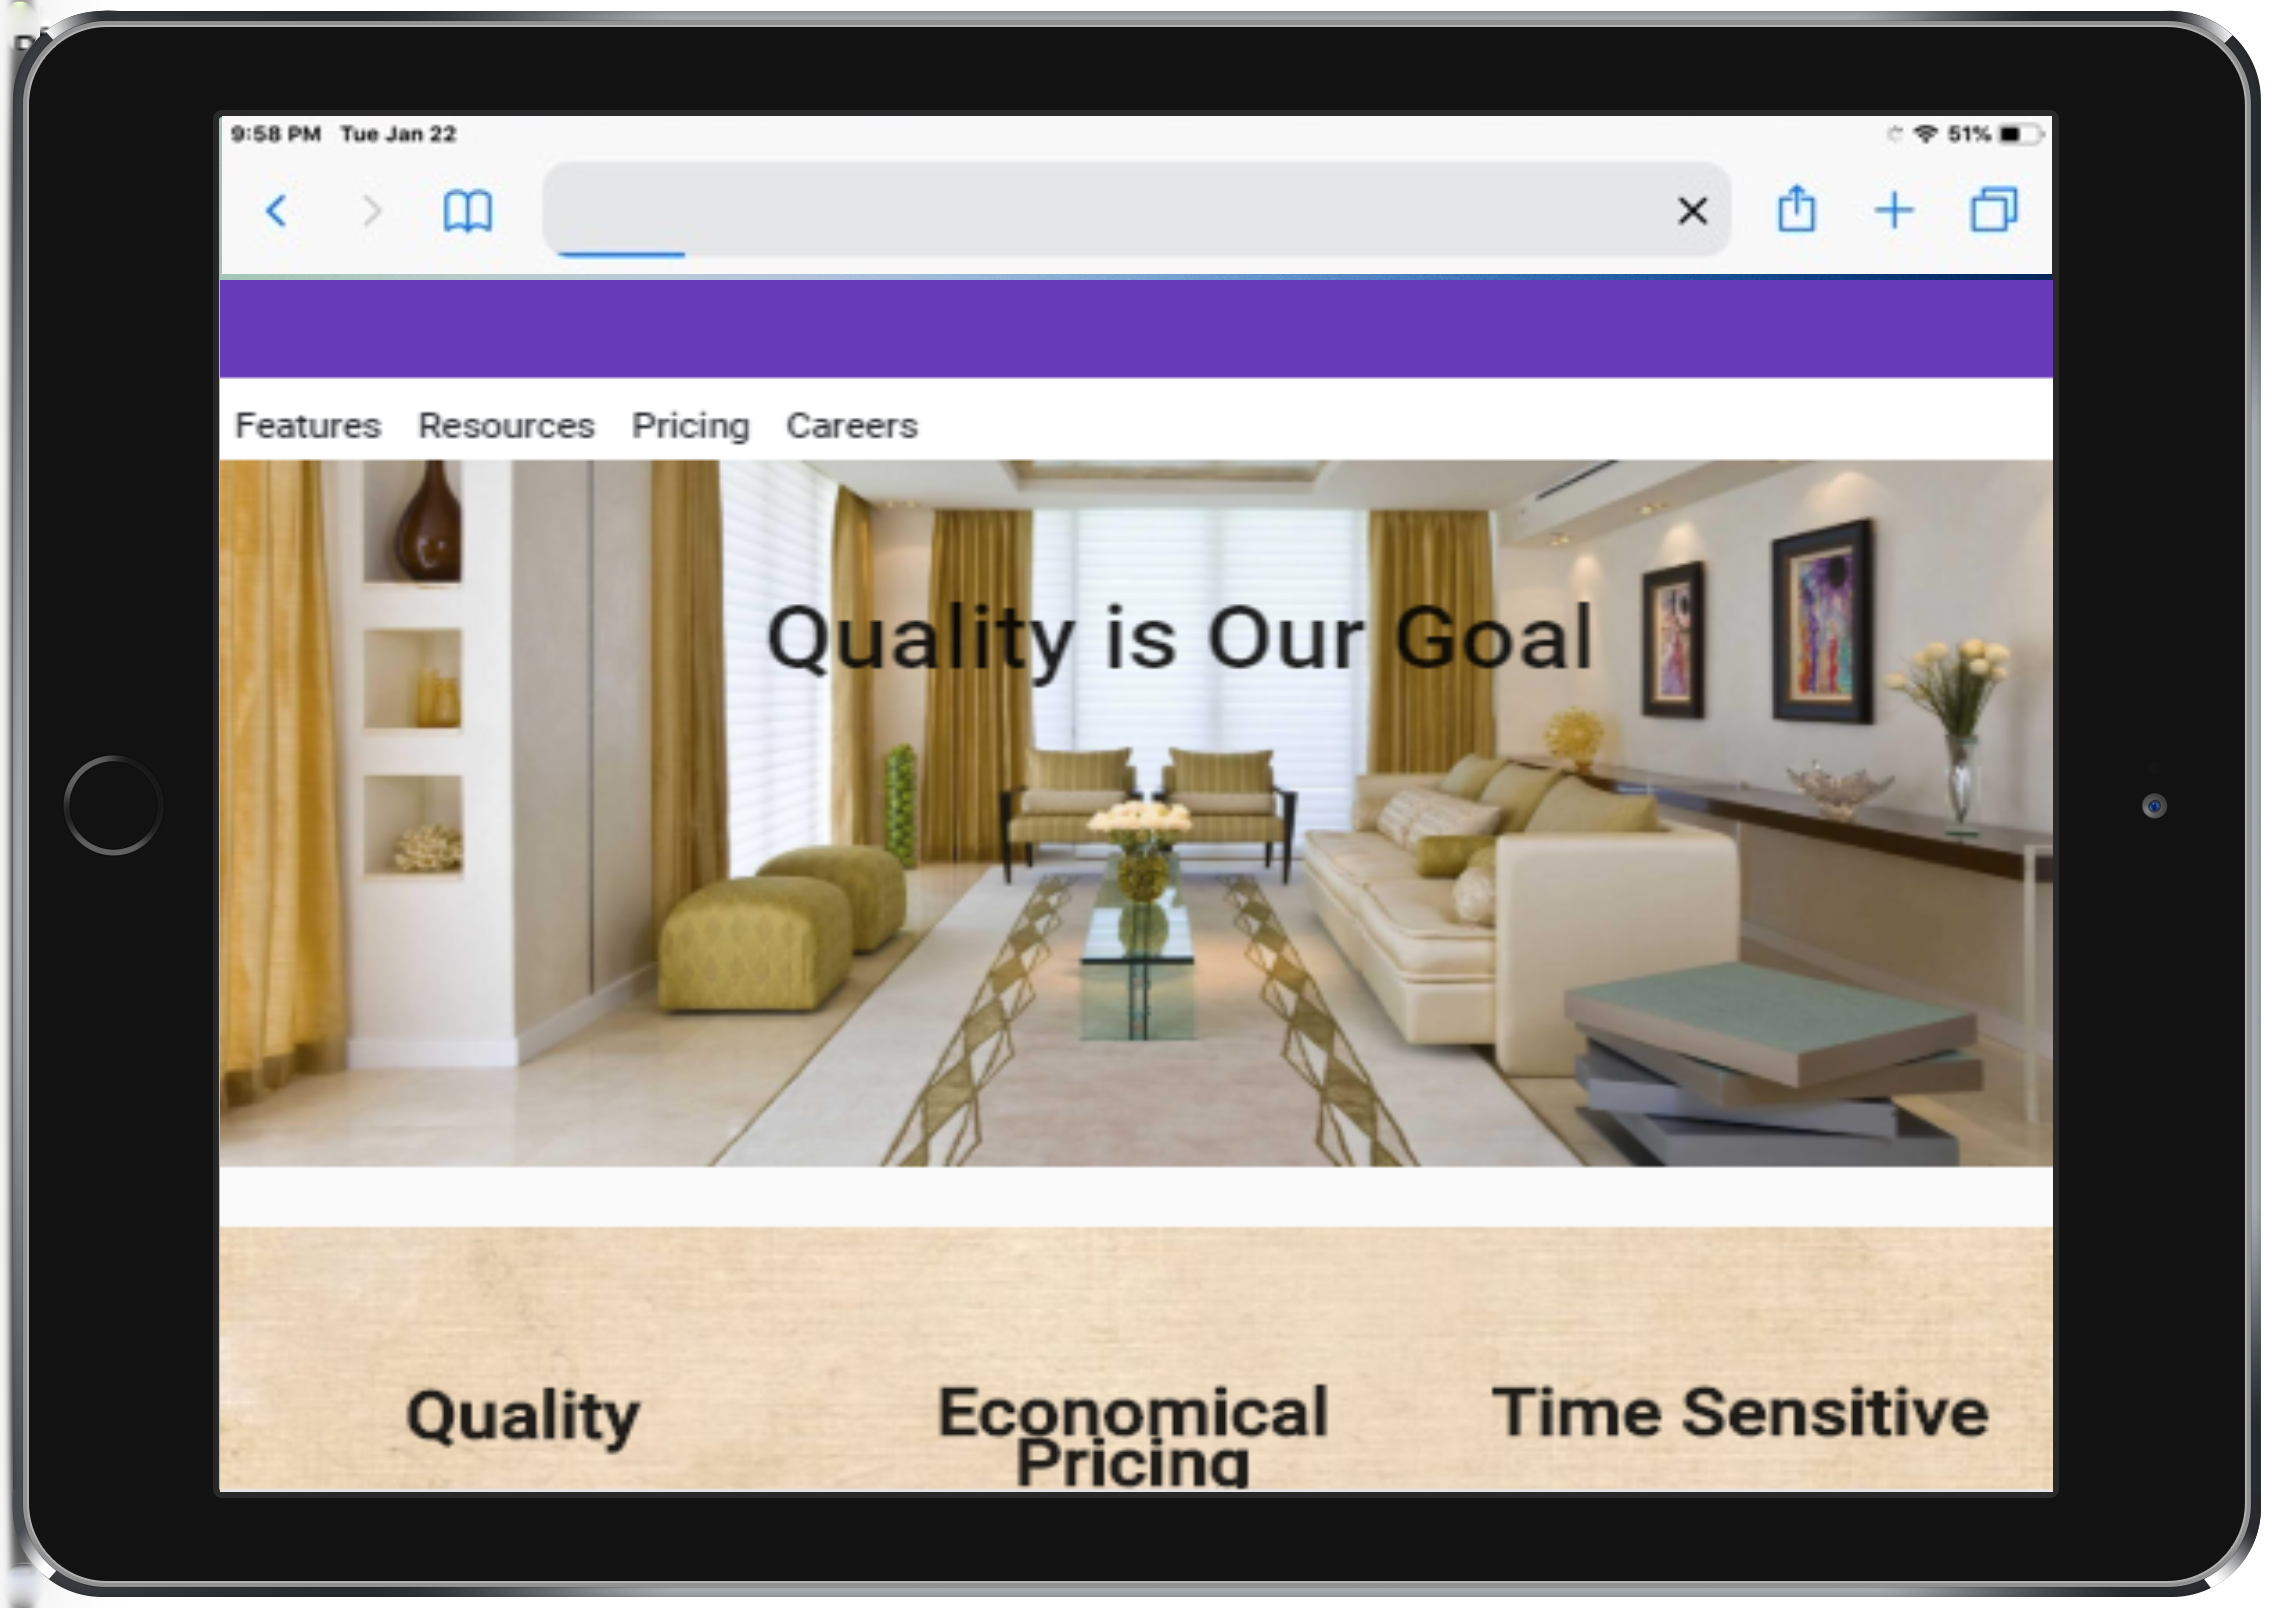 9:58 PM Tue Jan 22 51%
Features Resources Pricing Careers
Quality is Our Goal
Quality Economical Time Sensitive
Pricing